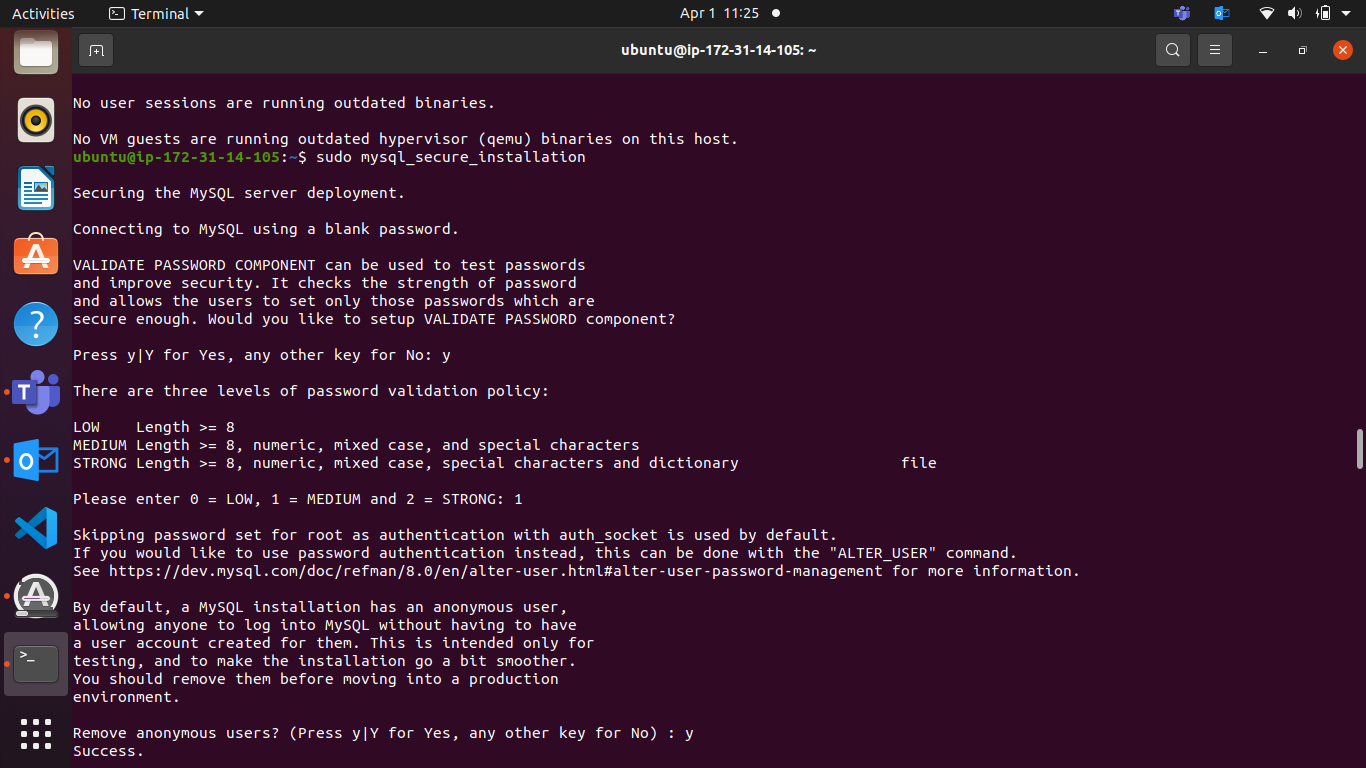 Activities
Terminal
Apr 1 11:25
ubuntu@ip-172-31-14-105: ~
No user sessions are running outdated binaries.
No VM guests are running outdated hypervisor (qemu) binaries on this host.
ubuntu@ip-172-31-14-105:~$ sudo mysql_secure_installation
Securing the MySQL server deployment.
Connecting to MySQL using a blank password.
VALIDATE PASSWORD COMPONENT can be used to test passwords
and improve security. It checks the strength of password
and allows the users to set only those passwords which are
secure enough. Would you like to setup VALIDATE PASSWORD component?
Press y|Y for Yes, any other key for No: y
There are three levels of password validation policy:
LOW    Length >= 8
MEDIUM Length >= 8, numeric, mixed case, and special characters
STRONG Length >= 8, numeric, mixed case, special characters and dictionary                  file
Please enter 0 = LOW, 1 = MEDIUM and 2 = STRONG: 1
Skipping password set for root as authentication with auth_socket is used by default.
If you would like to use password authentication instead, this can be done with the "ALTER_USER" command.
See https://dev.mysql.com/doc/refman/8.0/en/alter-user.html#alter-user-password-management for more information.
By default, a MySQL installation has an anonymous user,
allowing anyone to log into MySQL without having to have
a user account created for them. This is intended only for
testing, and to make the installation go a bit smoother.
You should remove them before moving into a production
environment.
Remove anonymous users? (Press y|Y for Yes, any other key for No) : y
Success.